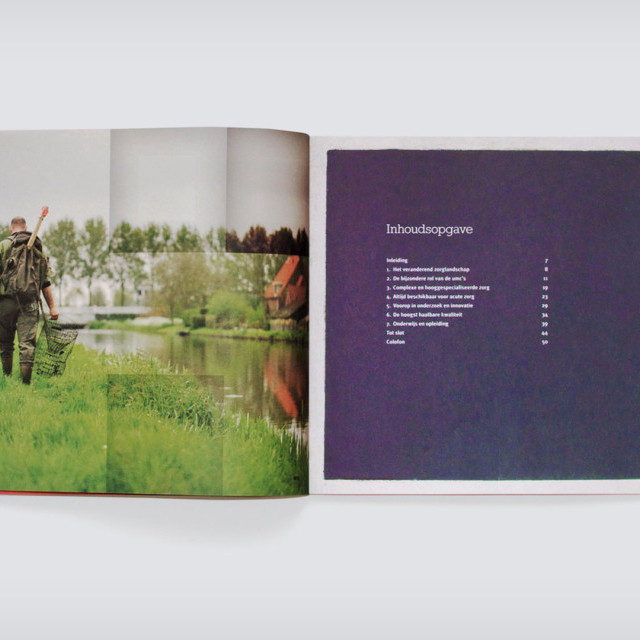 Inhoudsopgave
Inleiding 7
1. Het veranderend zorglandschap 8
2. De bijzondere rol van de umc's 11
3. Complexe en hooggespecialiseerde zorg 19
4. Altijd beschikbaar voor acute zorg 23
5. Voorop in onderzoek en innovatie 29
6. De hoogst haalbare kwaliteit 34
7. Onderwijs en opleiding 39
Tot slot 44
Colofon 50